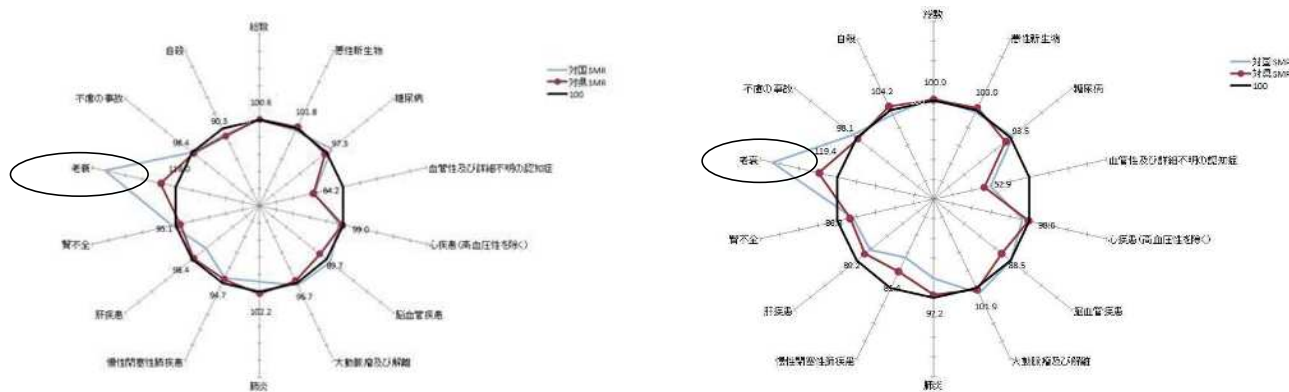 総数
悪性新生物
糖尿病
血管性及び詳細不明の認知症
心疾患(高血圧性を除く)
脳血管疾患
大動脈瘤及び解離
肺炎
慢性閉塞性肺疾患
肝疾患
腎不全
老衰
不慮の事故
自殺
100.6
101.8
97.3
64.2
99.0
89.7
96.7
102.2
94.7
98.4
95.1
98.4
90.3
対国SMR
対県SMR
100
総数
悪性新生物
糖尿病
血管性及び詳細不明の認知症
心疾患(高血圧性を除く)
脳血管疾患
大動脈瘤及び解離
肺炎
慢性閉塞性肺疾患
肝疾患
腎不全
老衰
不慮の事故
自殺
100.9
100.0
93.5
52.9
98.6
88.5
101.9
92.2
89.2
119.4
98.1
104.2
対国SMR
対県SMR
100